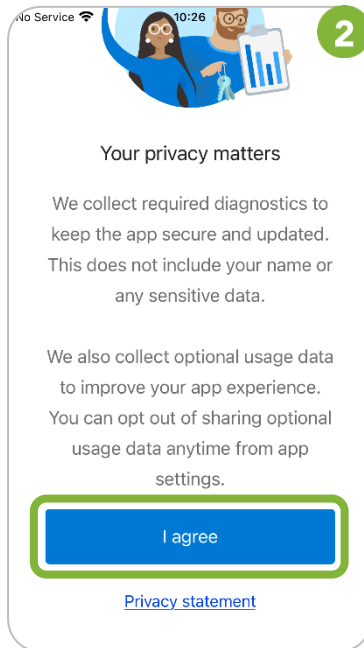 No Service 10:26
2
Your privacy matters
We collect required diagnostics to
keep the app secure and updated.
This does not include your name or
any sensitive data.
We also collect optional usage data
to improve your app experience.
You can opt out of sharing optional
usage data anytime from app
settings.
I agree
Privacy statement